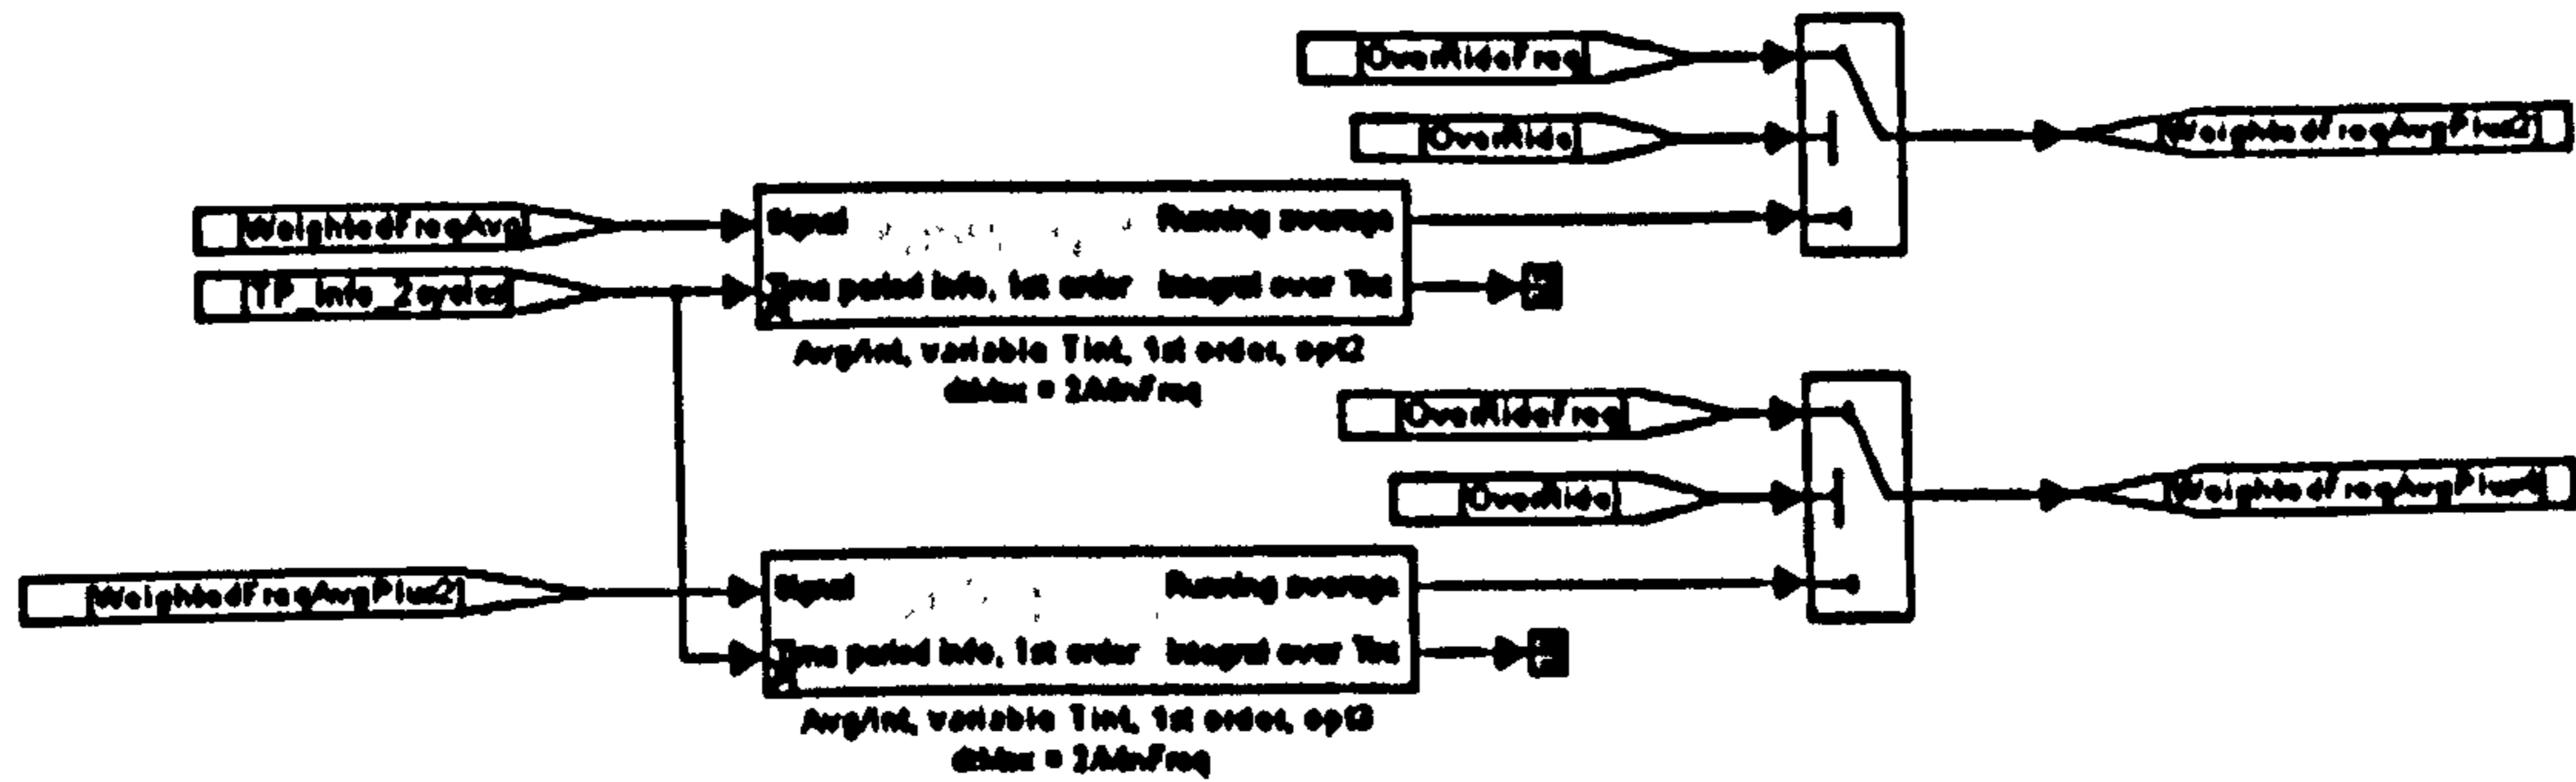 OverRideFreq
OverRide
WeightedFreqAvgPlus2
WeightedFreqAvg
Signal
Running average
TP_Info_2cycles
Time period info, 1st order
Integral over Tint
Avg/Int, variable Tint, 1st order, opt2
dtMax = 2/MinFreq
OverRideFreq
OverRide
WeightedFreqAvgPlus4
WeightedFreqAvgPlus2
Signal
Running average
Time period info, 1st order
Integral over Tint
Avg/Int, variable Tint, 1st order, opt3
dtMax = 2/MinFreq